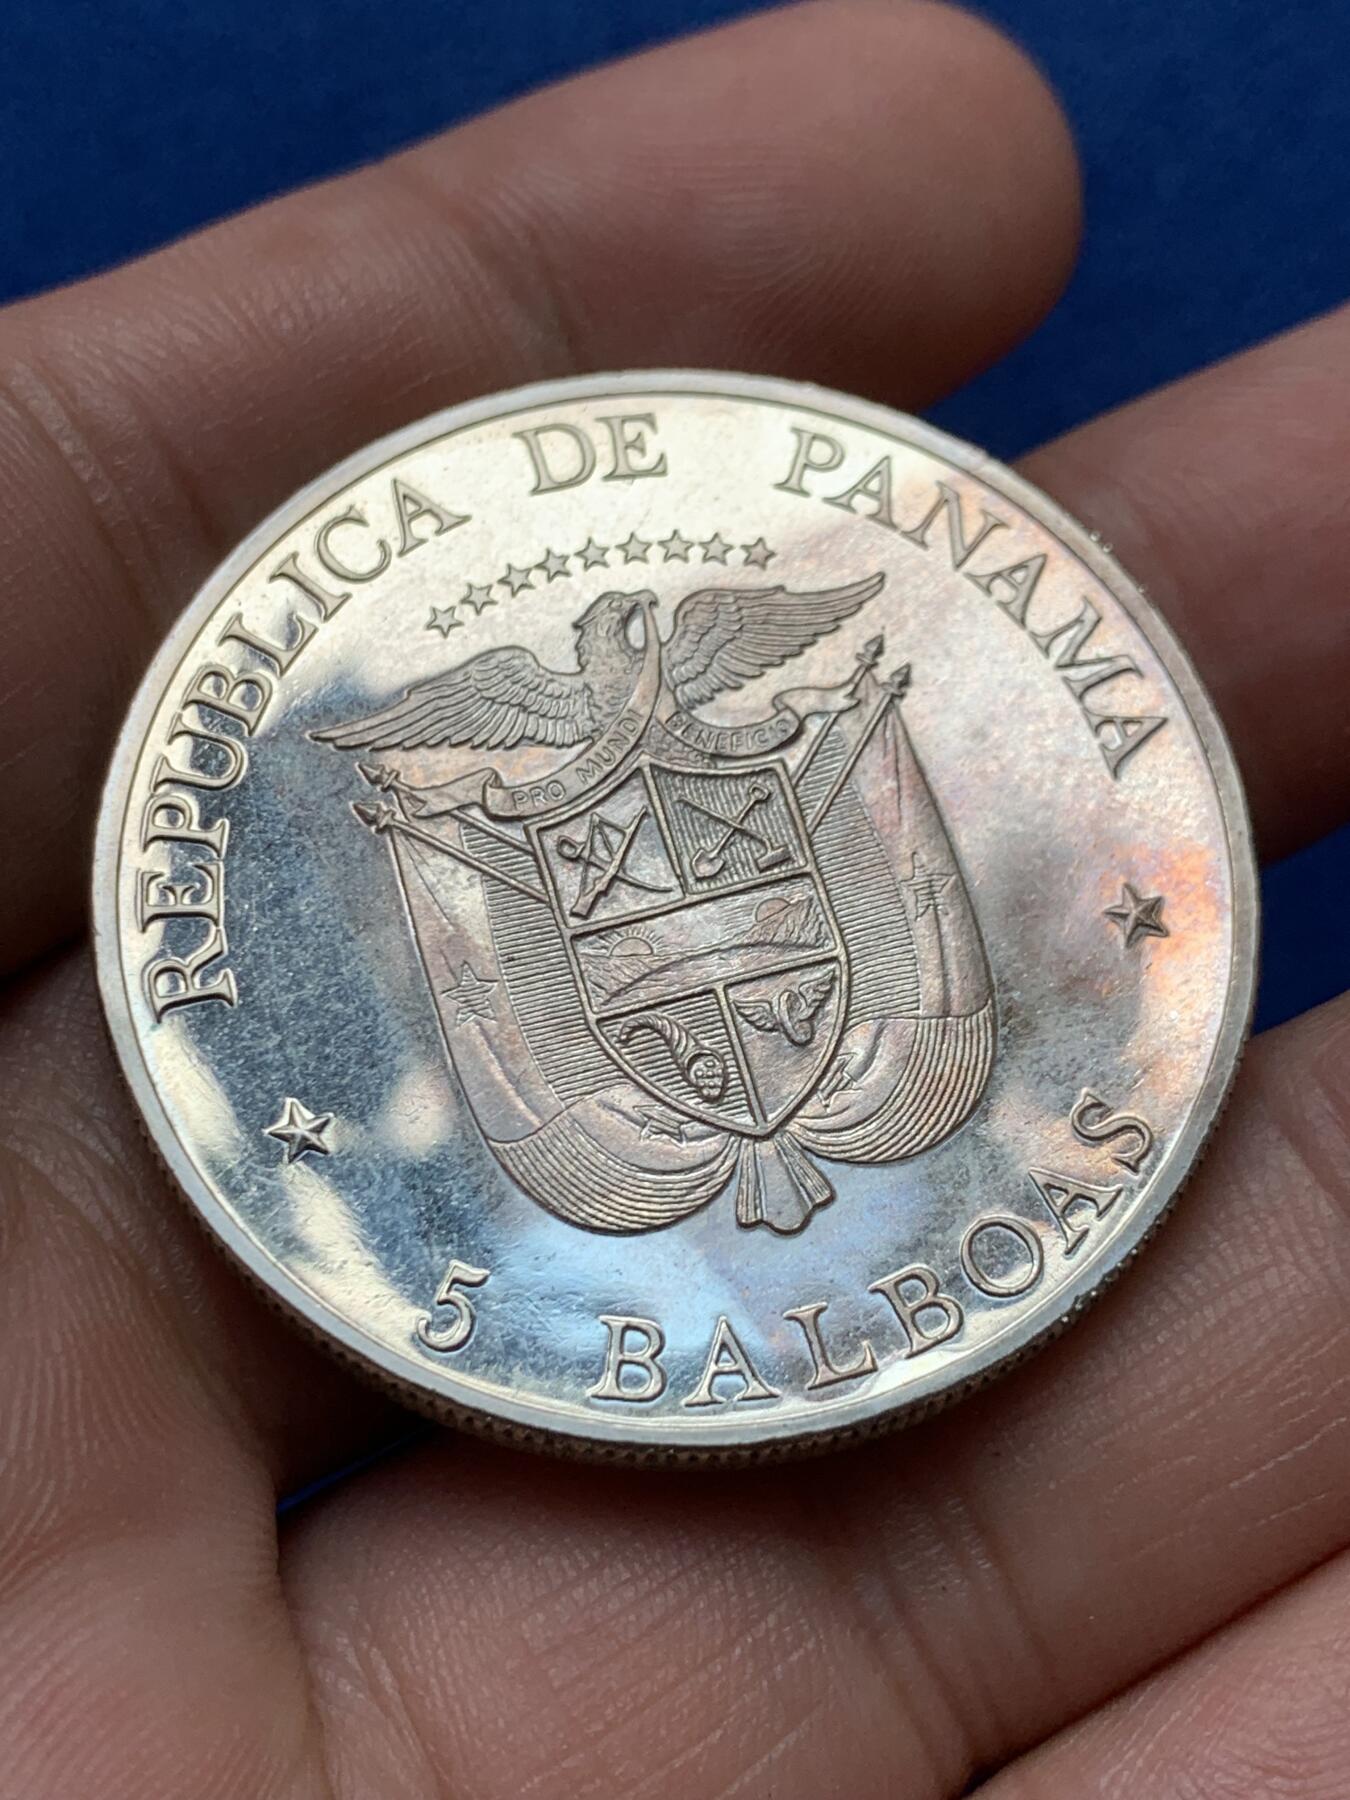 REPUBLICA DE PANAMA
PRO MUNDI BENEFICIO
5 BALBOAS